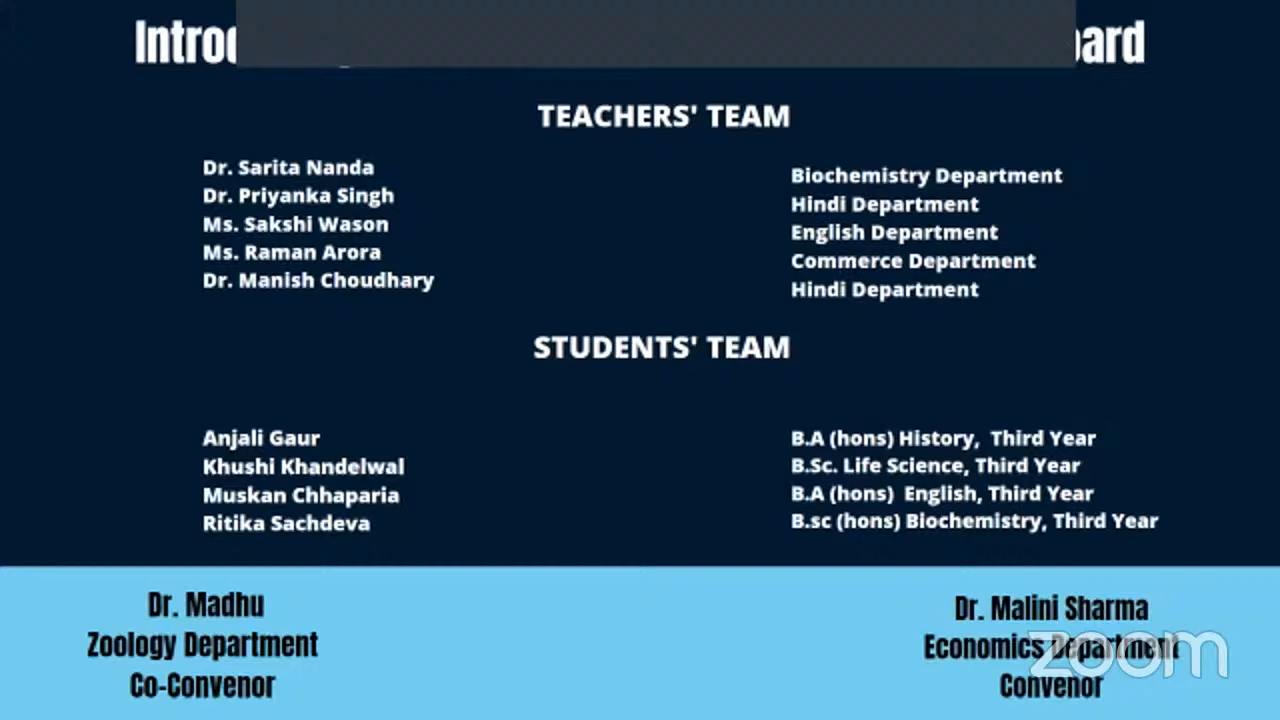 TEACHERS' TEAM
Dr. Sarita Nanda
Dr. Priyanka Singh
Ms. Sakshi Wason
Ms. Raman Arora
Dr. Manish Choudhary
Biochemistry Department
Hindi Department
English Department
Commerce Department
Hindi Department
STUDENTS' TEAM
Anjali Gaur
Khushi Khandelwal
Muskan Chhaparia
Ritika Sachdeva
B.A (hons) History, Third Year
B.Sc. Life Science, Third Year
B.A (hons) English, Third Year
B.sc (hons) Biochemistry, Third Year
Dr. Madhu
Zoology Department
Co-Convenor
Dr. Malini Sharma
Economics Department
Convenor
zoom